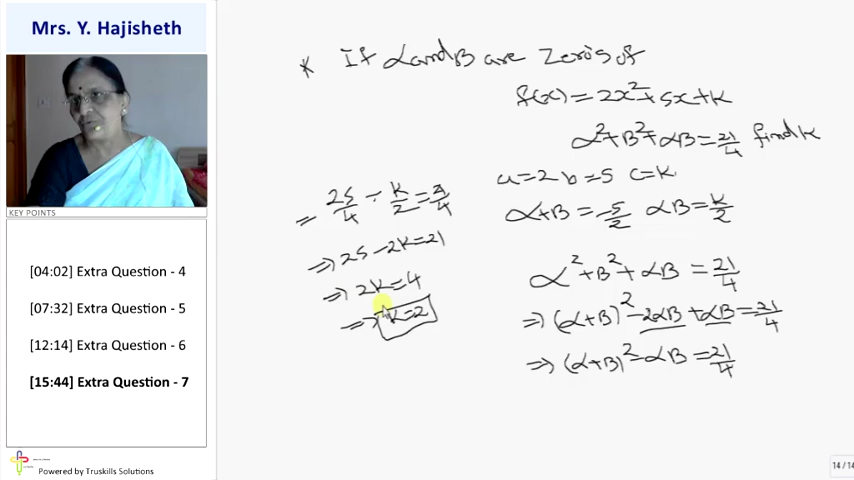 Mrs. Y. Hajisheth
KEY POINTS
[04:02] Extra Question - 4
[07:32] Extra Question - 5
[12:14] Extra Question - 6
[15:44] Extra Question - 7
Powered by Truskills Solutions
* If α and β are zeros of
f(x) = 2x² + 5x + k
α² + β² + αβ = 21/4 find k
a = 2 b = 5 c = k
α + β = -5/2 αβ = k/2
α² + β² + αβ = 21/4
⇒ (α + β)² - 2αβ + αβ = 21/4
⇒ (α + β)² - αβ = 21/4
= 25/4 - k/2 = 21/4
⇒ 25 - 2k = 21
⇒ 2k = 4
⇒ k = 2
14 / 14